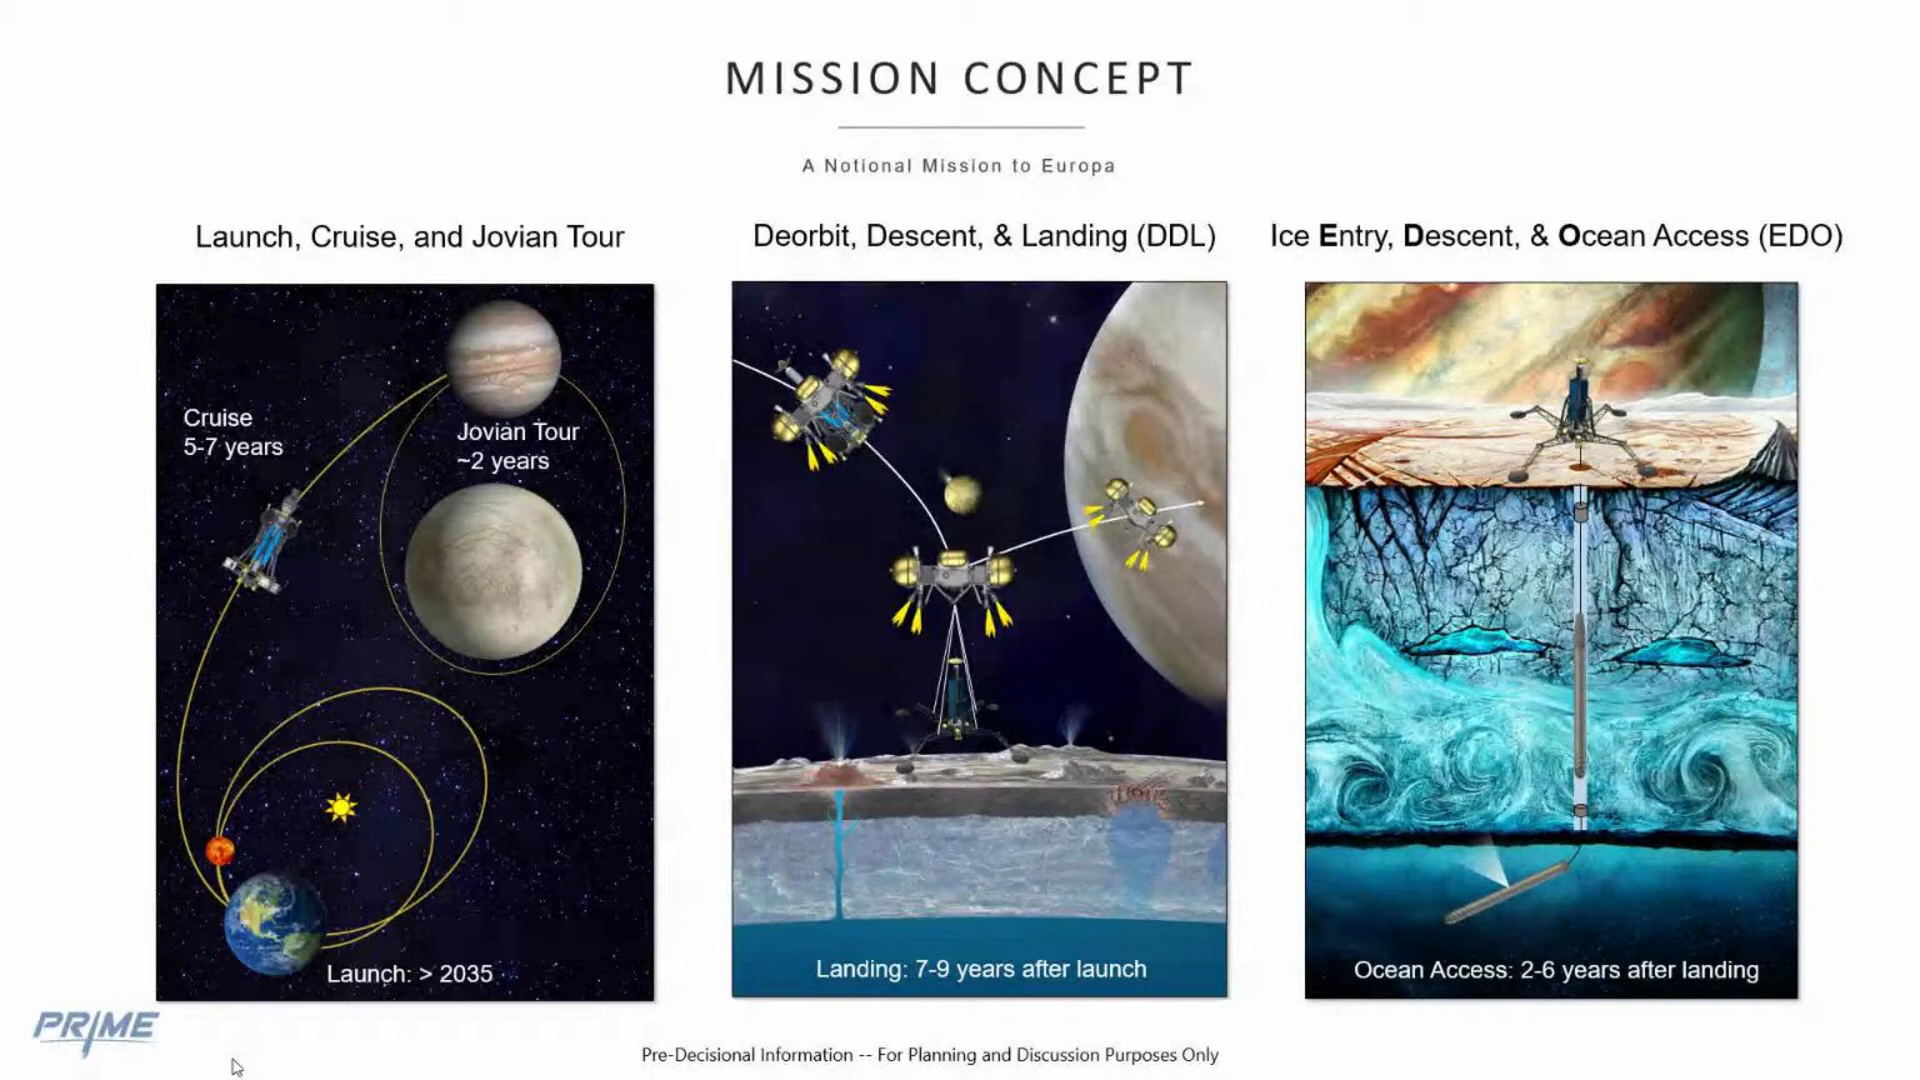 MISSION CONCEPT
A Notional Mission to Europa
Launch, Cruise, and Jovian Tour
Cruise
5-7 years
Jovian Tour
~2 years
Launch: > 2035
Deorbit, Descent, & Landing (DDL)
Landing: 7-9 years after launch
Ice Entry, Descent, & Ocean Access (EDO)
Ocean Access: 2-6 years after landing
PRIME
Pre-Decisional Information -- For Planning and Discussion Purposes Only